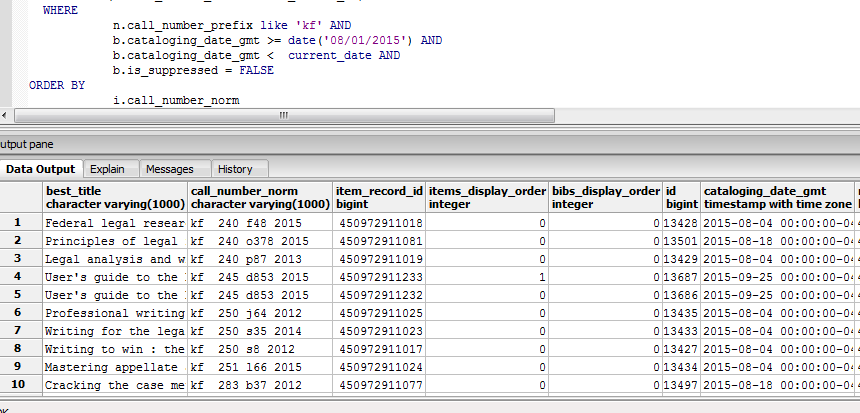 WHERE
n.call_number_prefix like 'kf' AND
b.cataloging_date_gmt >= date('08/01/2015') AND
b.cataloging_date_gmt < current_date AND
b.is_suppressed = FALSE
ORDER BY
i.call_number_norm
utput pane
Data Output Explain Messages History
best_title call_number_norm item_record_id items_display_order bibs_display_order id cataloging_date_gmt
character varying(1000) character varying(1000) bigint integer integer bigint timestamp with time zone
1 Federal legal resear kf 240 f48 2015 450972911018 0 0 13428 2015-08-04 00:00:00-04
2 Principles of legal kf 240 o378 2015 450972911081 0 0 13501 2015-08-18 00:00:00-04
3 Legal analysis and w kf 240 p87 2013 450972911019 0 0 13429 2015-08-04 00:00:00-04
4 User's guide to the kf 245 d853 2015 450972911233 1 0 13687 2015-09-25 00:00:00-04
5 User's guide to the kf 245 d853 2015 450972911232 0 0 13686 2015-09-25 00:00:00-04
6 Professional writing kf 250 j64 2012 450972911025 0 0 13435 2015-08-04 00:00:00-04
7 Writing for the lega kf 250 s35 2014 450972911023 0 0 13433 2015-08-04 00:00:00-04
8 Writing to win : the kf 250 s8 2012 450972911017 0 0 13427 2015-08-04 00:00:00-04
9 Mastering appellate kf 251 l66 2015 450972911024 0 0 13434 2015-08-04 00:00:00-04
10 Cracking the case me kf 283 b37 2012 450972911077 0 0 13497 2015-08-18 00:00:00-04